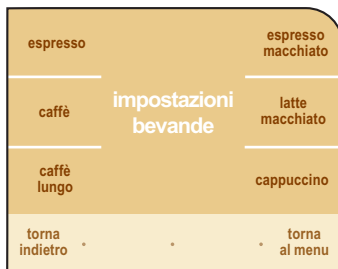 espresso
espresso
macchiato
impostazioni
bevande
caffè
latte
macchiato
caffè
lungo
cappuccino
torna
indietro
torna
al menu